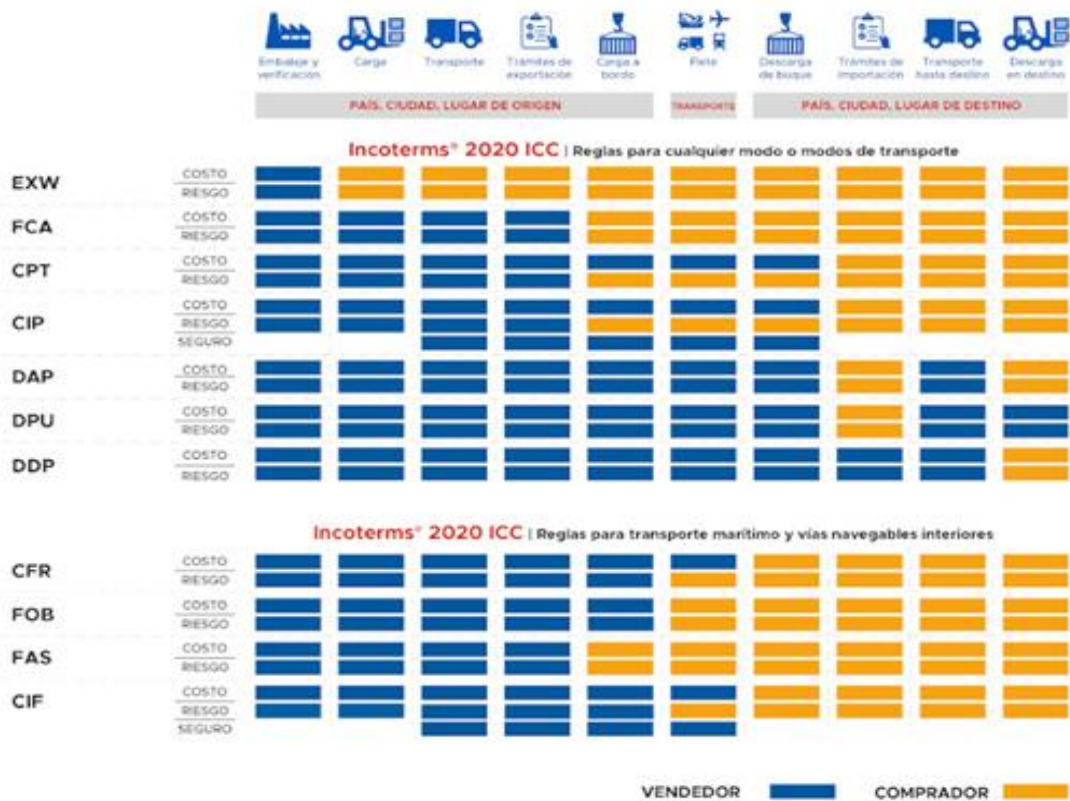 Embalaje y verificación
Carga
Transporte
Trámites de exportación
Carga a bordo
Flete
Descarga de buque
Trámites de importación
Transporte hasta destino
Descarga en destino
PAÍS, CIUDAD, LUGAR DE ORIGEN
TRANSPORTE
PAÍS, CIUDAD, LUGAR DE DESTINO
Incoterms® 2020 ICC | Reglas para cualquier modo o modos de transporte
EXW
COSTO
RIESGO
FCA
COSTO
RIESGO
CPT
COSTO
RIESGO
CIP
COSTO
RIESGO
SEGURO
DAP
COSTO
RIESGO
DPU
COSTO
RIESGO
DDP
COSTO
RIESGO
Incoterms® 2020 ICC | Reglas para transporte marítimo y vías navegables interiores
CFR
COSTO
RIESGO
FOB
COSTO
RIESGO
FAS
COSTO
RIESGO
CIF
COSTO
RIESGO
SEGURO
VENDEDOR
COMPRADOR